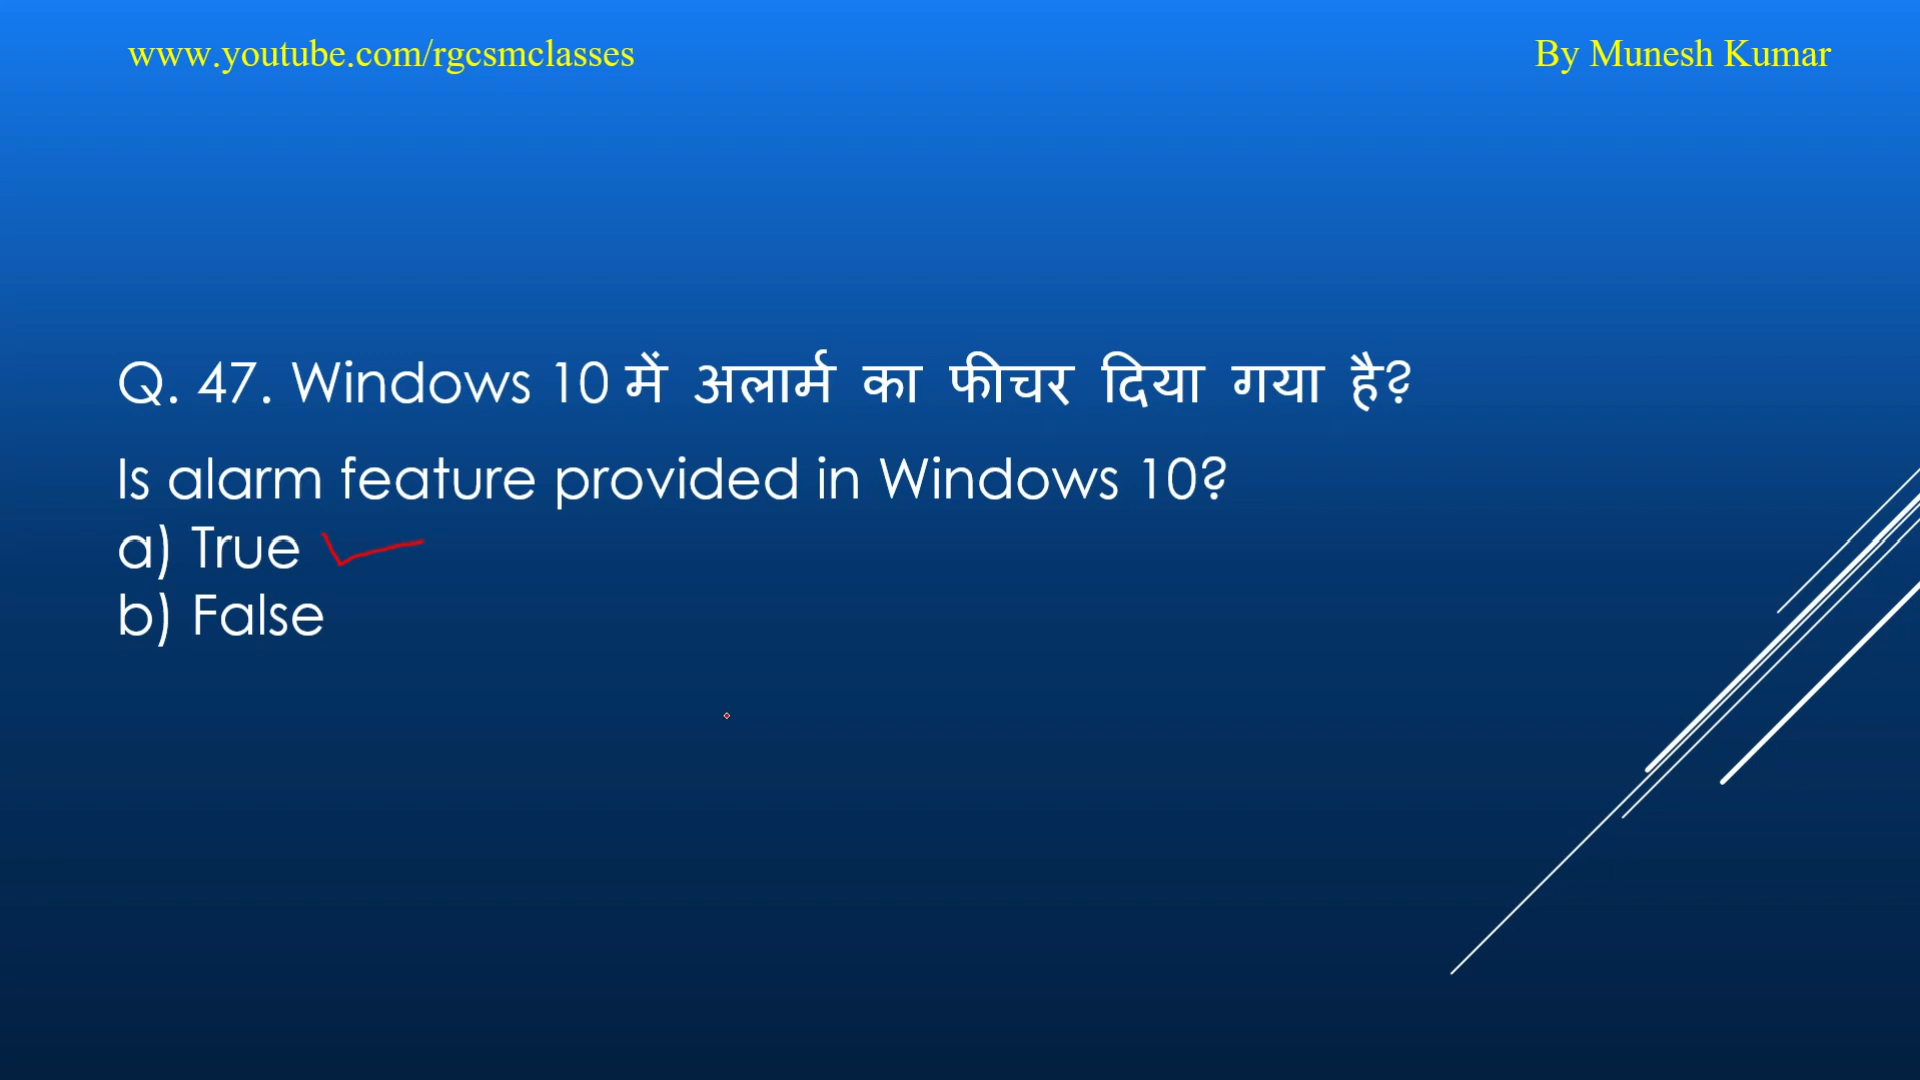 www.youtube.com/rgcsmclasses
By Munesh Kumar
Q. 47. Windows 10 में अलार्म का फीचर दिया गया है?
Is alarm feature provided in Windows 10?
a) True
b) False